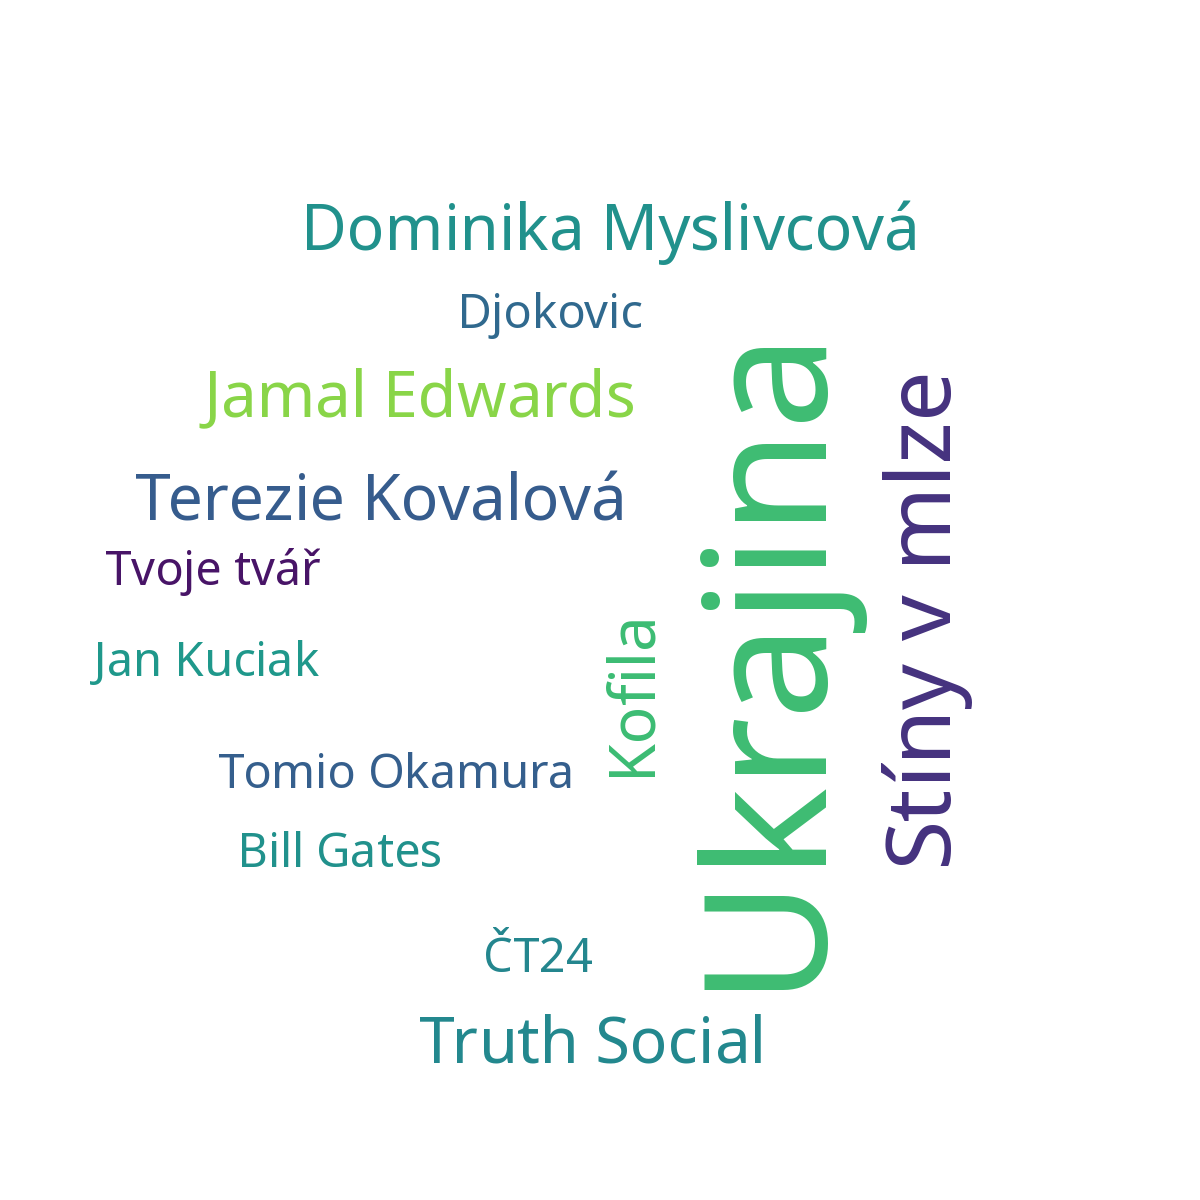 Dominika Myslivcová
Djokovic
Jamal Edwards
Terezie Kovalová
Tvoje tvář
Jan Kuciak
Tomio Okamura
Bill Gates
ČT24
Truth Social
Kofila
Ukrajina
Stíny v mlze